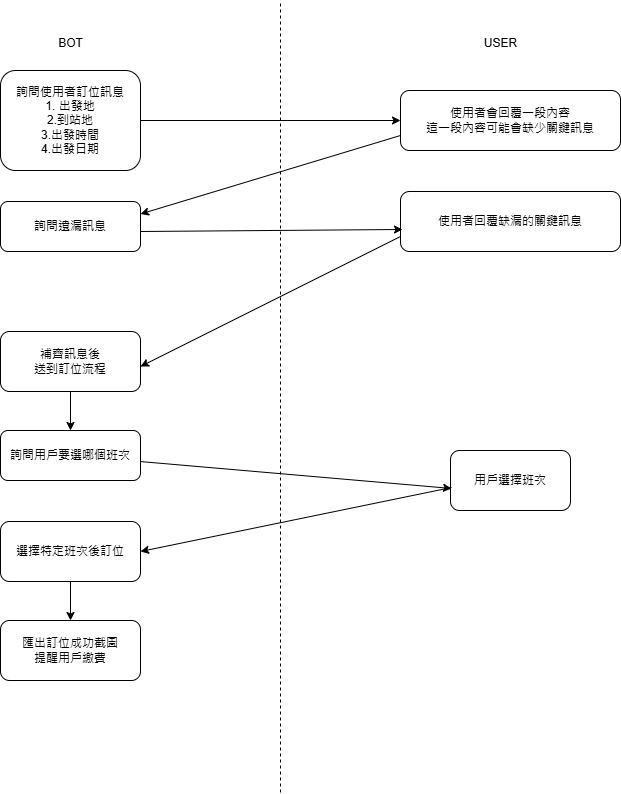 BOT
USER
詢問使用者訂位訊息
1. 出發地
2.到站地
3.出發時間
4.出發日期
使用者會回覆一段內容
這一段內容可能會缺少關鍵訊息
詢問遺漏訊息
使用者回覆缺漏的關鍵訊息
補齊訊息後
送到訂位流程
詢問用戶要選哪個班次
用戶選擇班次
選擇特定班次後訂位
匯出訂位成功截圖
提醒用戶繳費